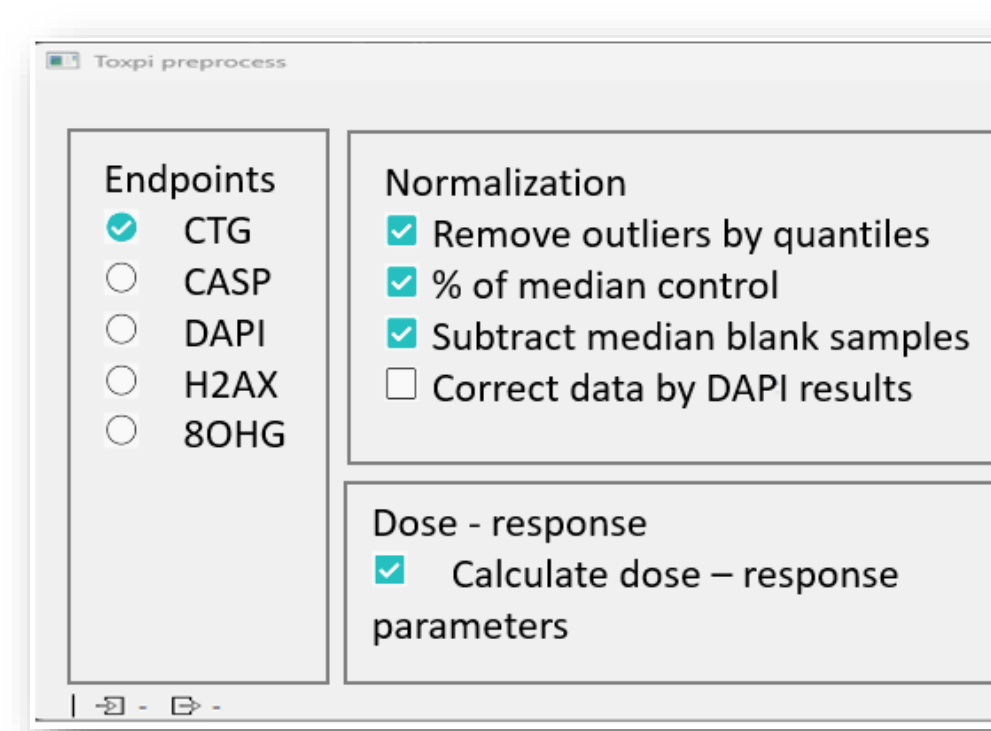 Toxpi preprocess
Endpoints
CTG
CASP
DAPI
H2AX
8OHG
Normalization
Remove outliers by quantiles
% of median control
Subtract median blank samples
Correct data by DAPI results
Dose - response
Calculate dose – response
parameters
| - -